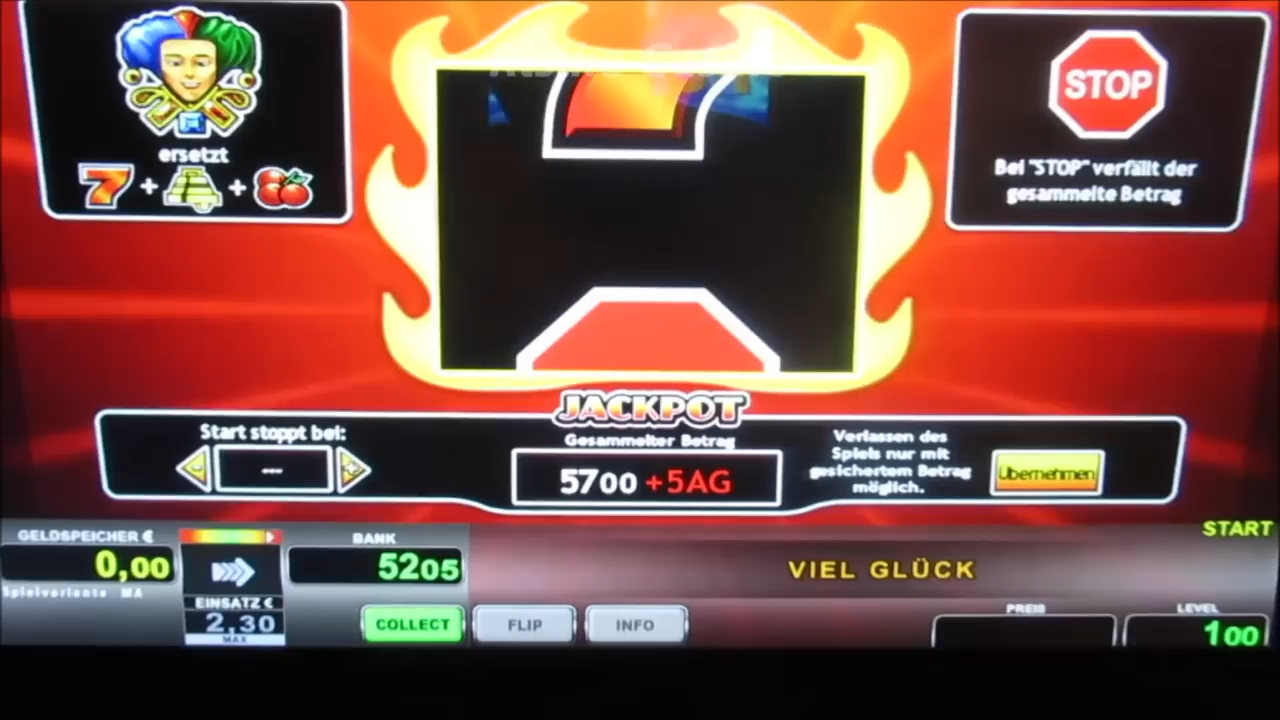 ersetzt
7 + +
STOP
Bei "STOP" verfällt der
gesammelte Betrag
JACKPOT
Start stoppt bei:
- --- +
Gesammelter Betrag
5700 +5AG
Verlassen des
Spiels nur mit
gesichertem Betrag
möglich.
Übernehmen
START
GELDSPEICHER €
0,00
Spielvariante MA
EINSATZ €
2,30
MAX
BANK
5205
VIEL GLÜCK
COLLECT
FLIP
INFO
PREIS
LEVEL
100